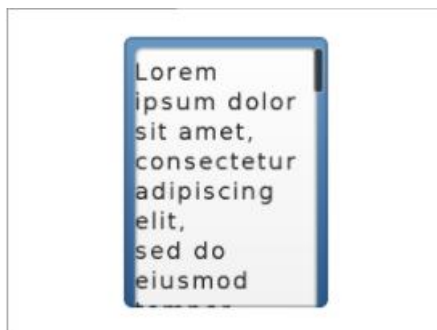 Lorem
ipsum dolor
sit amet,
consectetur
adipiscing
elit,
sed do
eiusmod